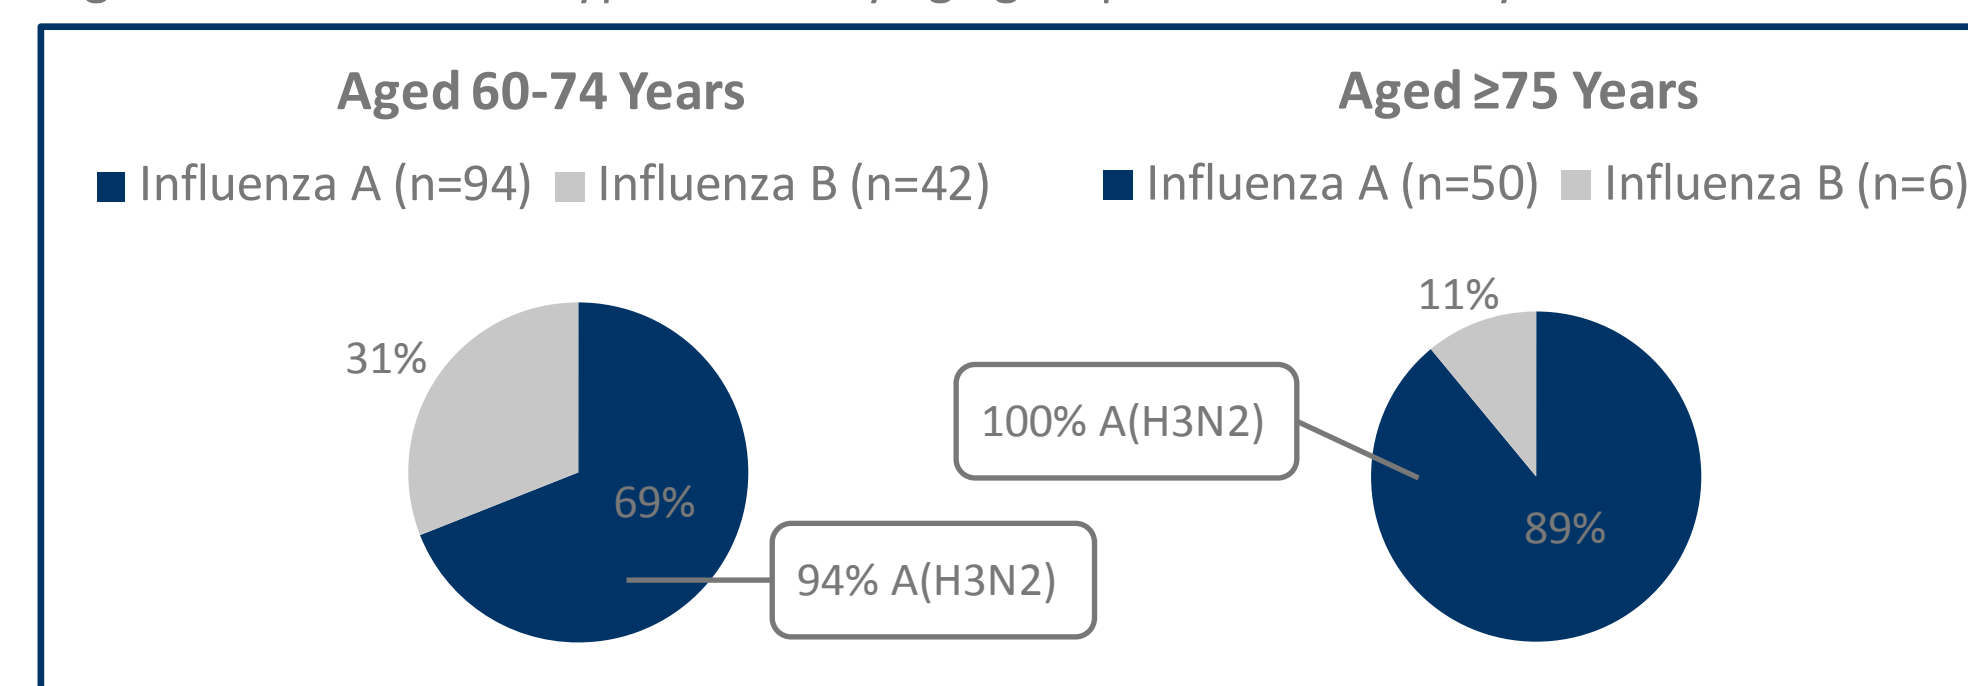 Aged 60-74 Years
Influenza A (n=94) Influenza B (n=42)
31%
69%
94% A(H3N2)
Aged ≥75 Years
Influenza A (n=50) Influenza B (n=6)
11%
100% A(H3N2)
89%